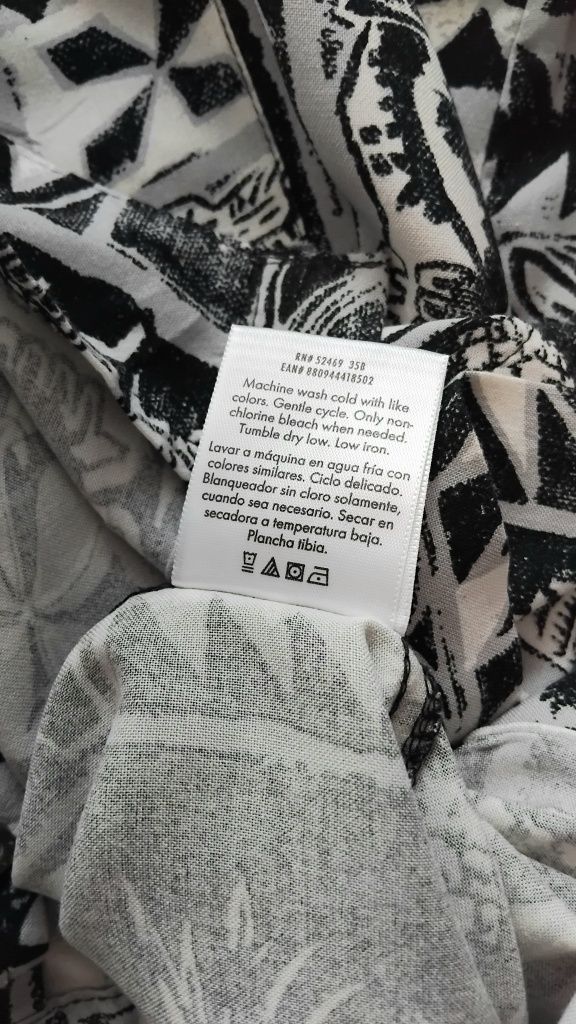 RN# 52469 35B
EAN# 880944418502
Machine wash cold with like
colors. Gentle cycle. Only non-
chlorine bleach when needed.
Tumble dry low. Low iron.
Lavar a máquina en agua fría con
colores similares. Ciclo delicado.
Blanqueador sin cloro solamente,
cuando sea necesario. Secar en
secadora a temperatura baja.
Plancha tibia.